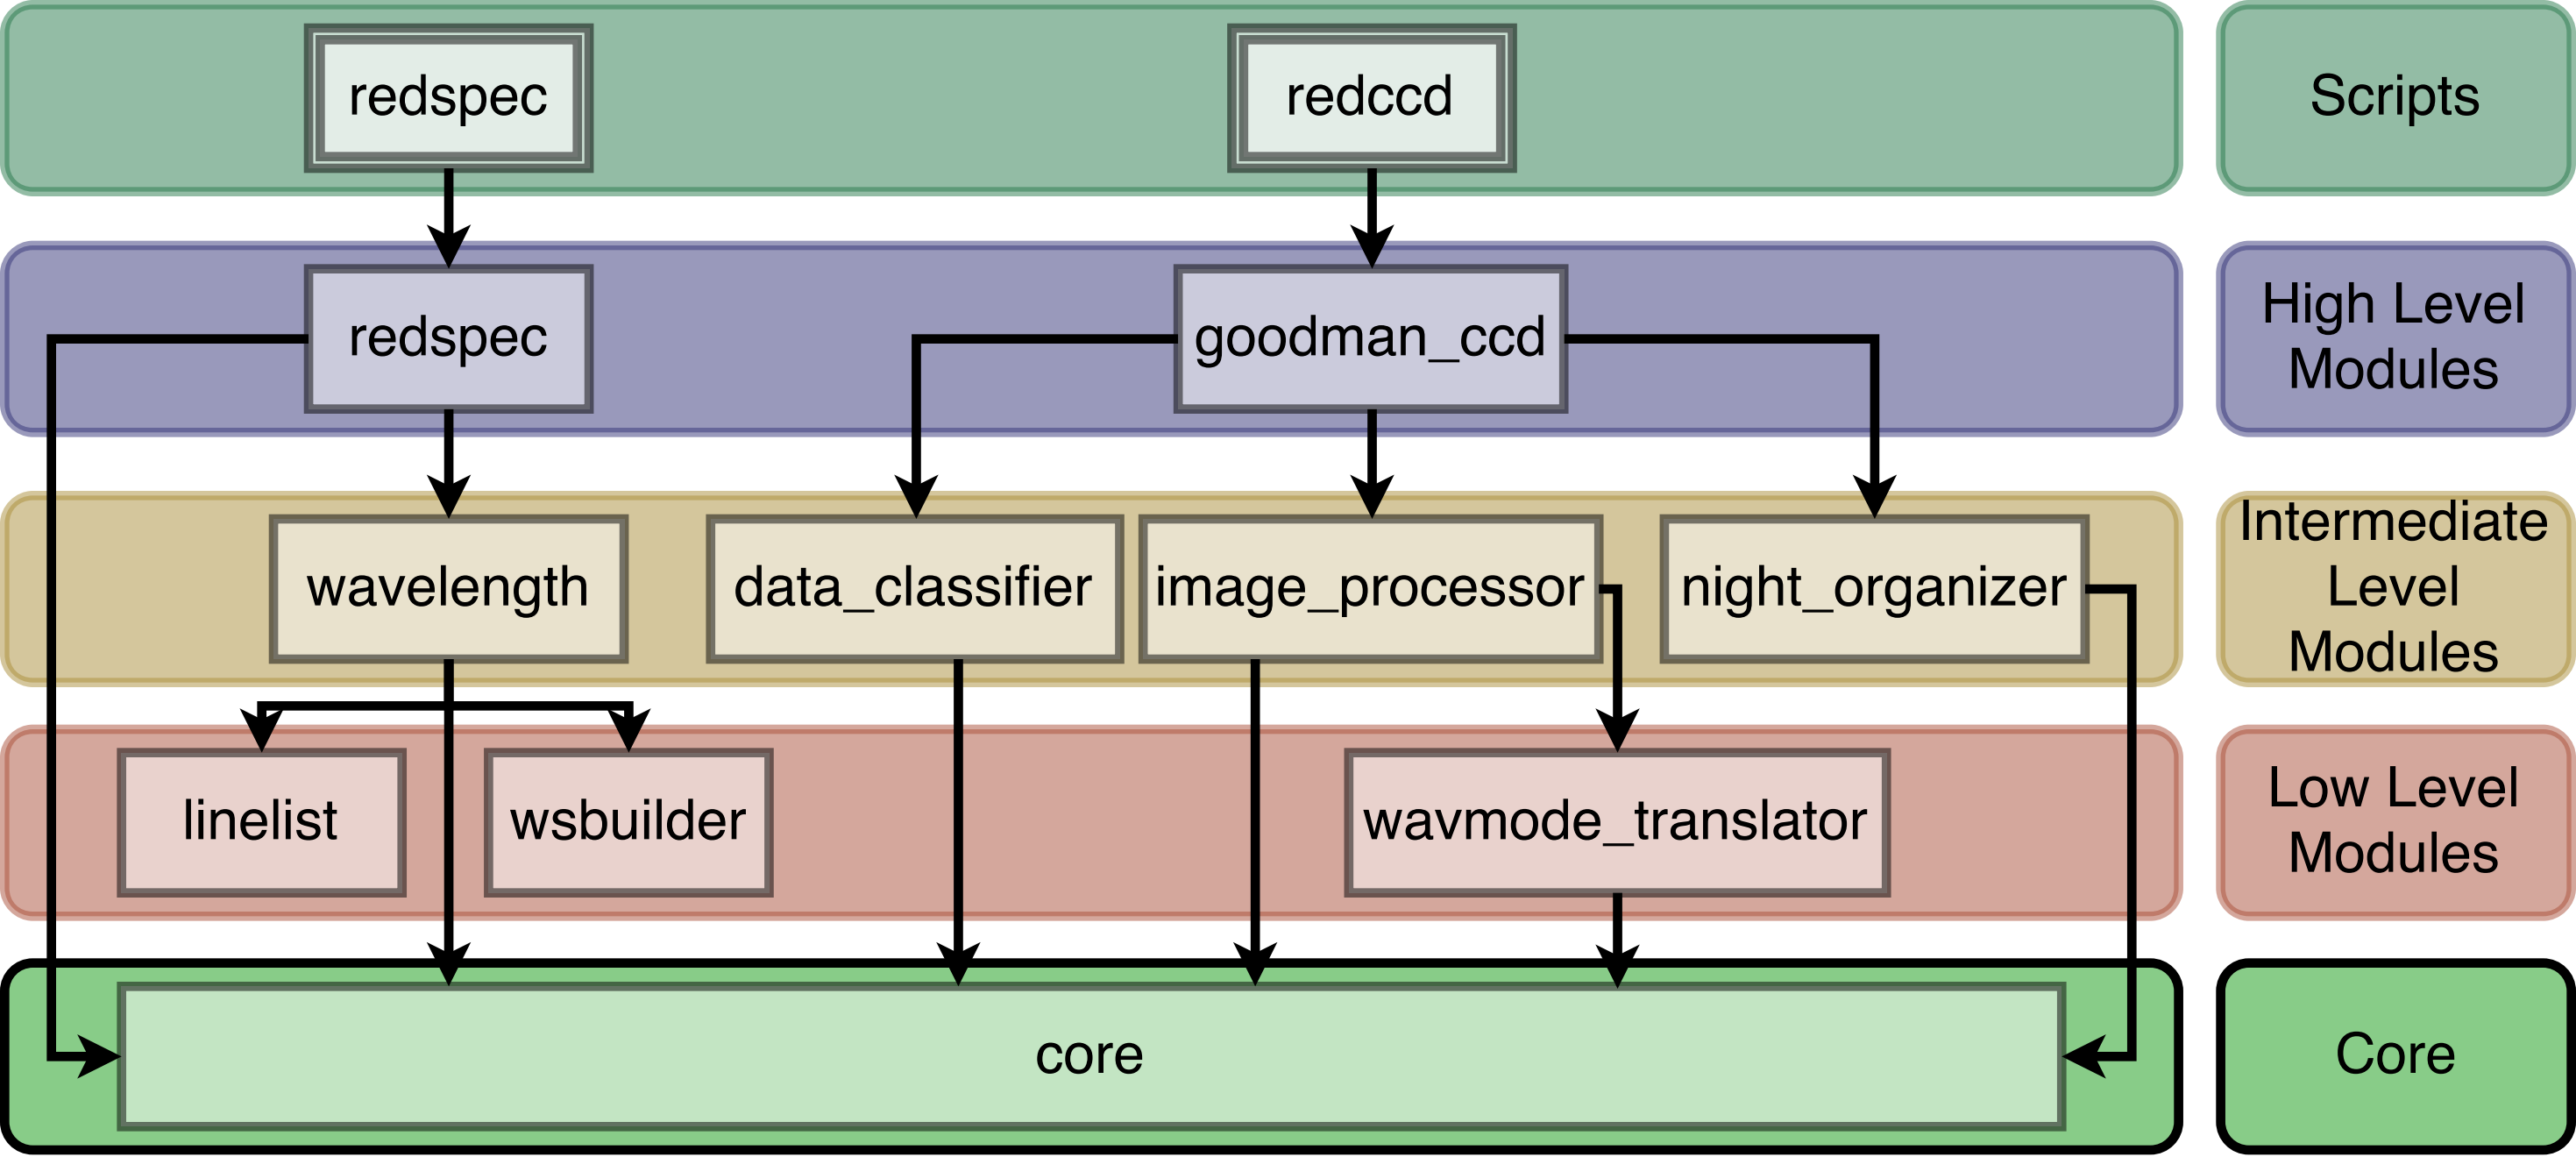 redspec
redccd
Scripts
redspec
goodman_ccd
High Level
Modules
wavelength
data_classifier
image_processor
night_organizer
Intermediate
Level
Modules
linelist
wsbuilder
wavmode_translator
Low Level
Modules
core
Core